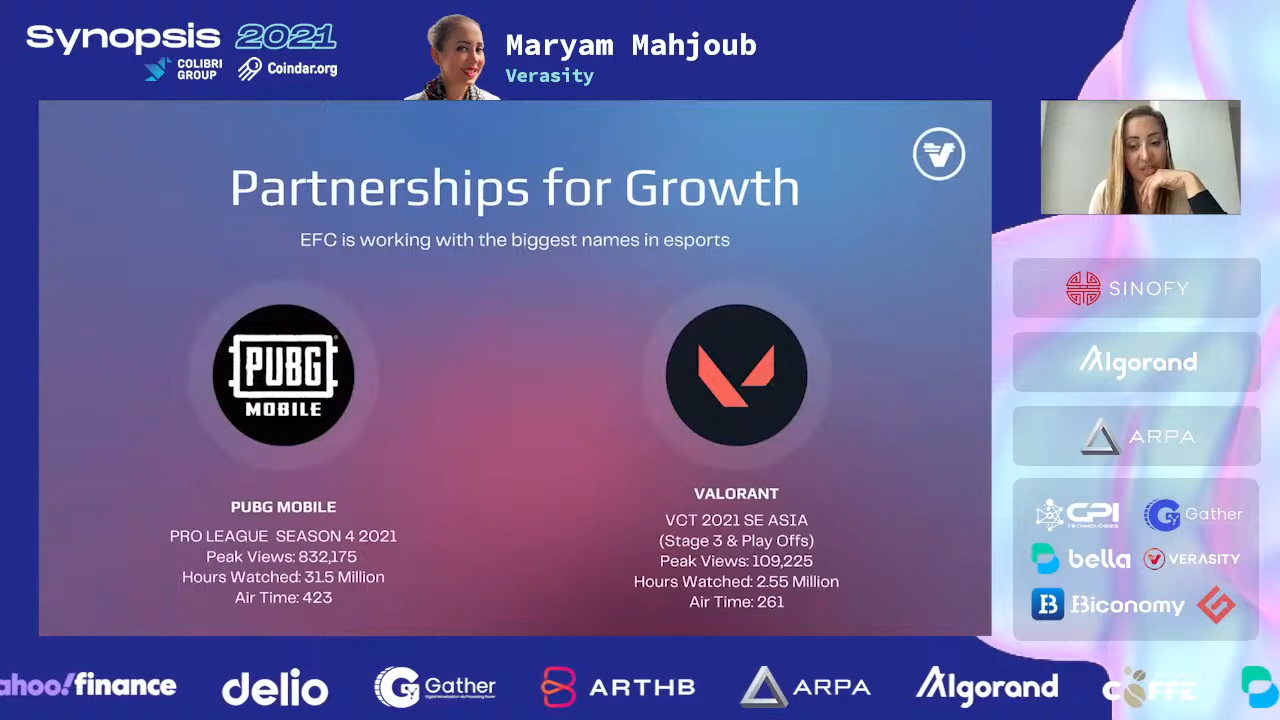 Synopsis 2021
COLIBRI
GROUP
Coindar.org
Maryam Mahjoub
Verasity
Partnerships for Growth
EFC is working with the biggest names in esports
PUBG
MOBILE
PUBG MOBILE
PRO LEAGUE SEASON 4 2021
Peak Views: 832,175
Hours Watched: 31.5 Million
Air Time: 423
VALORANT
VCT 2021 SE ASIA
(Stage 3 & Play Offs)
Peak Views: 109,225
Hours Watched: 2.55 Million
Air Time: 261
SINOFY
Algorand
ARPA
CPI
TECHNOLOGIES
Gather
bella
VERASITY
B Biconomy
ahoo!finance
delio
Gather
ARTHB
ARPA
Algorand
COFFE